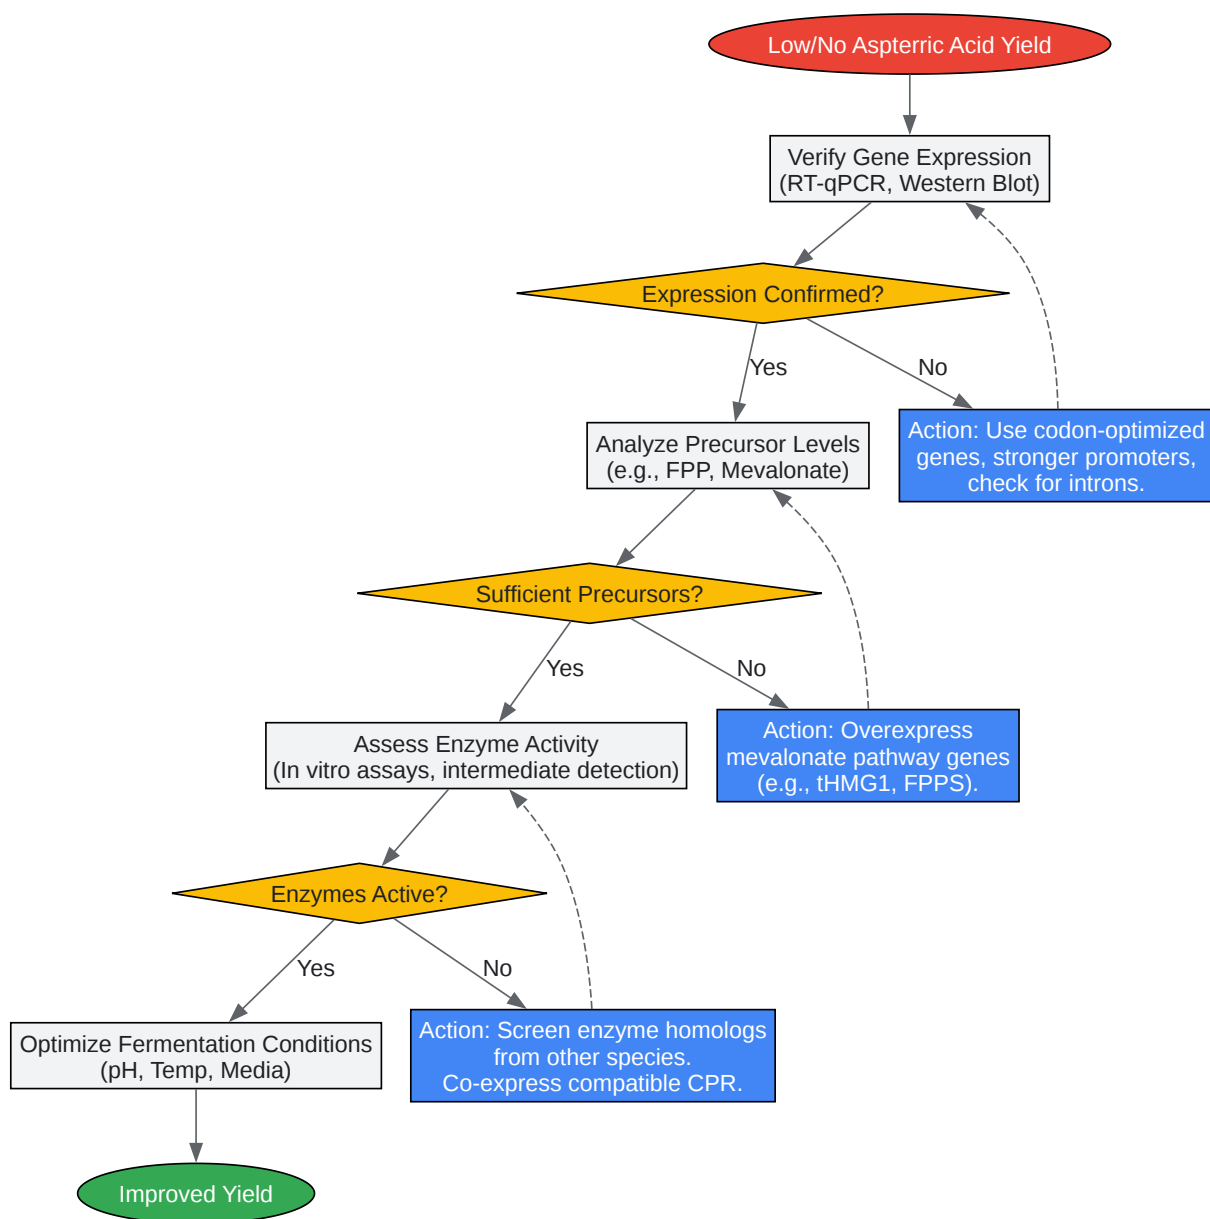 Low/No Aspterric Acid Yield
Verify Gene Expression
(RT-qPCR, Western Blot)
Expression Confirmed?
Yes
No
Action: Use codon-optimized
genes, stronger promoters,
check for introns.
Analyze Precursor Levels
(e.g., FPP, Mevalonate)
Sufficient Precursors?
Yes
No
Action: Overexpress
mevalonate pathway genes
(e.g., tHMG1, FPPS).
Assess Enzyme Activity
(In vitro assays, intermediate detection)
Enzymes Active?
Yes
No
Action: Screen enzyme homologs
from other species.
Co-express compatible CPR.
Optimize Fermentation Conditions
(pH, Temp, Media)
Improved Yield